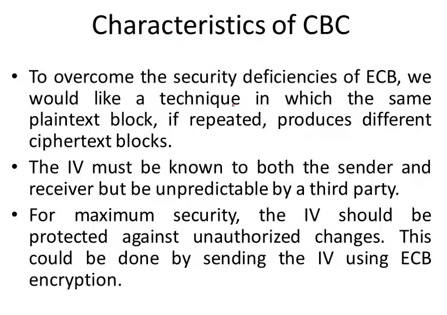 Characteristics of CBC
• To overcome the security deficiencies of ECB, we
would like a technique in which the same
plaintext block, if repeated, produces different
ciphertext blocks.
• The IV must be known to both the sender and
receiver but be unpredictable by a third party.
• For maximum security, the IV should be
protected against unauthorized changes. This
could be done by sending the IV using ECB
encryption.